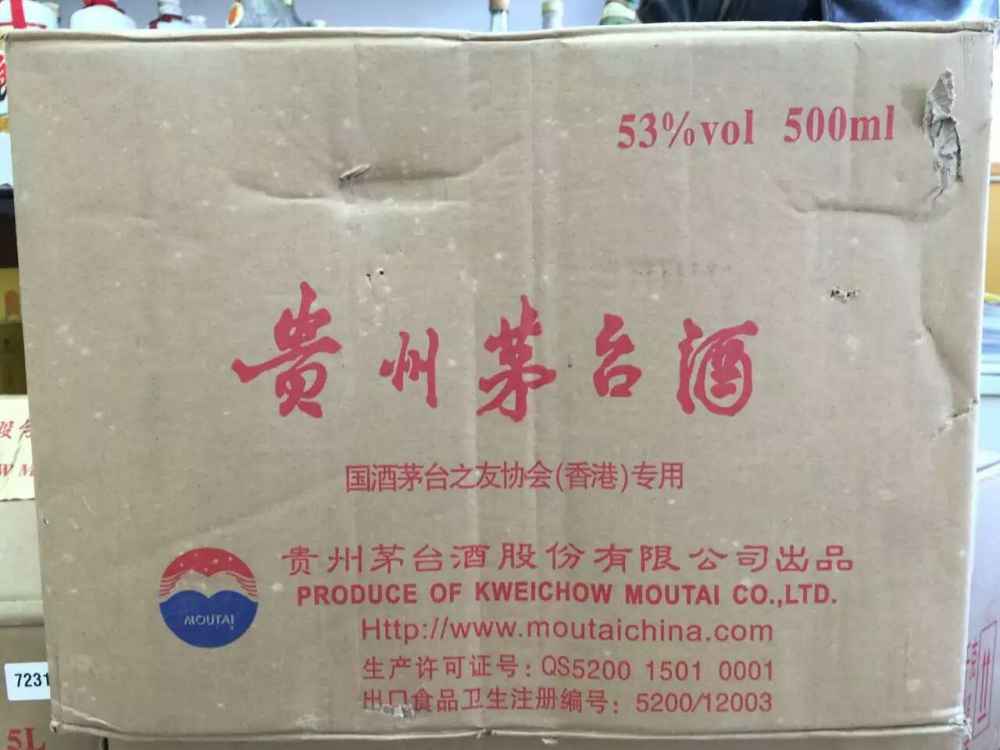 53%vol 500ml
贵州茅台酒
国酒茅台之友协会(香港)专用
贵州茅台酒股份有限公司出品
PRODUCE OF KWEICHOW MOUTAI CO.,LTD.
MOUTAI
Http://www.moutaichina.com
生产许可证号：QS5200 1501 0001
出口食品卫生注册编号：5200/12003
7231
5L